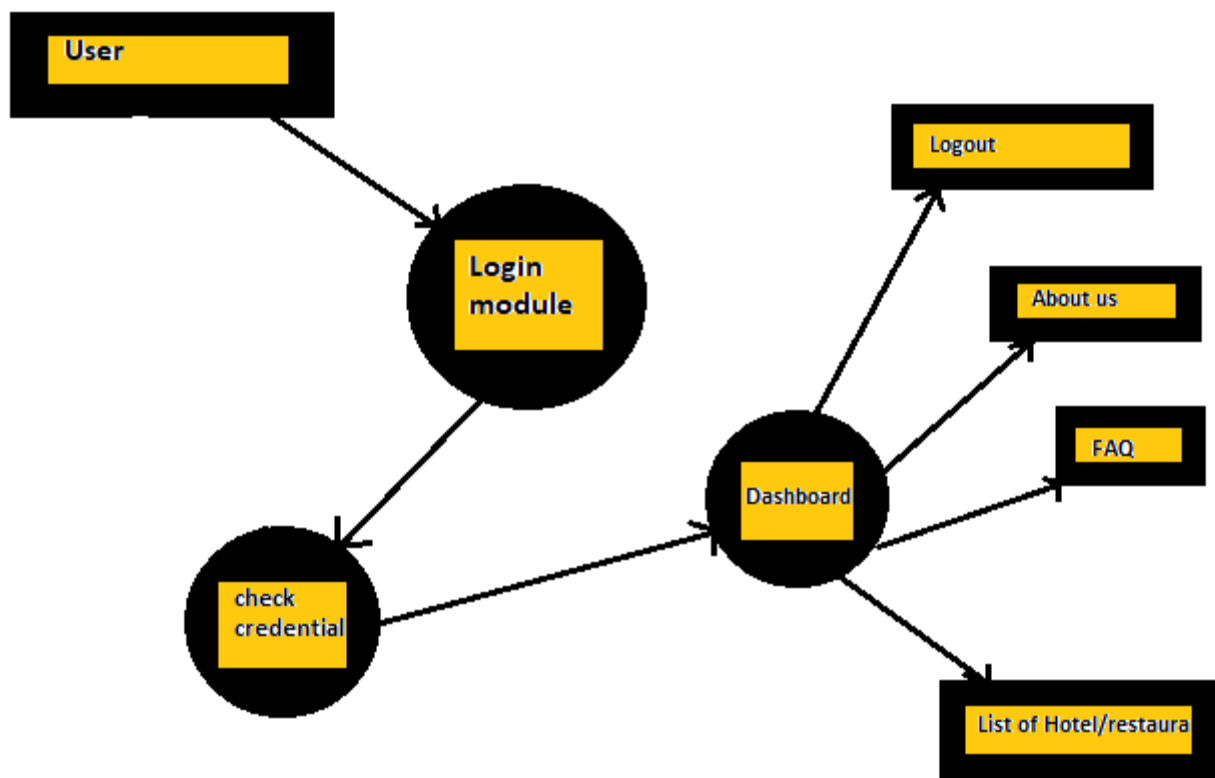 User
Login
module
check
credential
Dashboard
Logout
About us
FAQ
List of Hotel/restaura